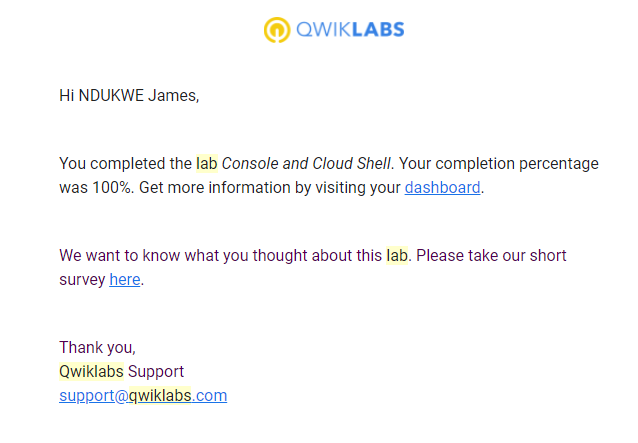 QWIKLABS
Hi NDUKWE James,
You completed the lab Console and Cloud Shell. Your completion percentage
was 100%. Get more information by visiting your dashboard.
We want to know what you thought about this lab. Please take our short
survey here.
Thank you,
Qwiklabs Support
support@qwiklabs.com